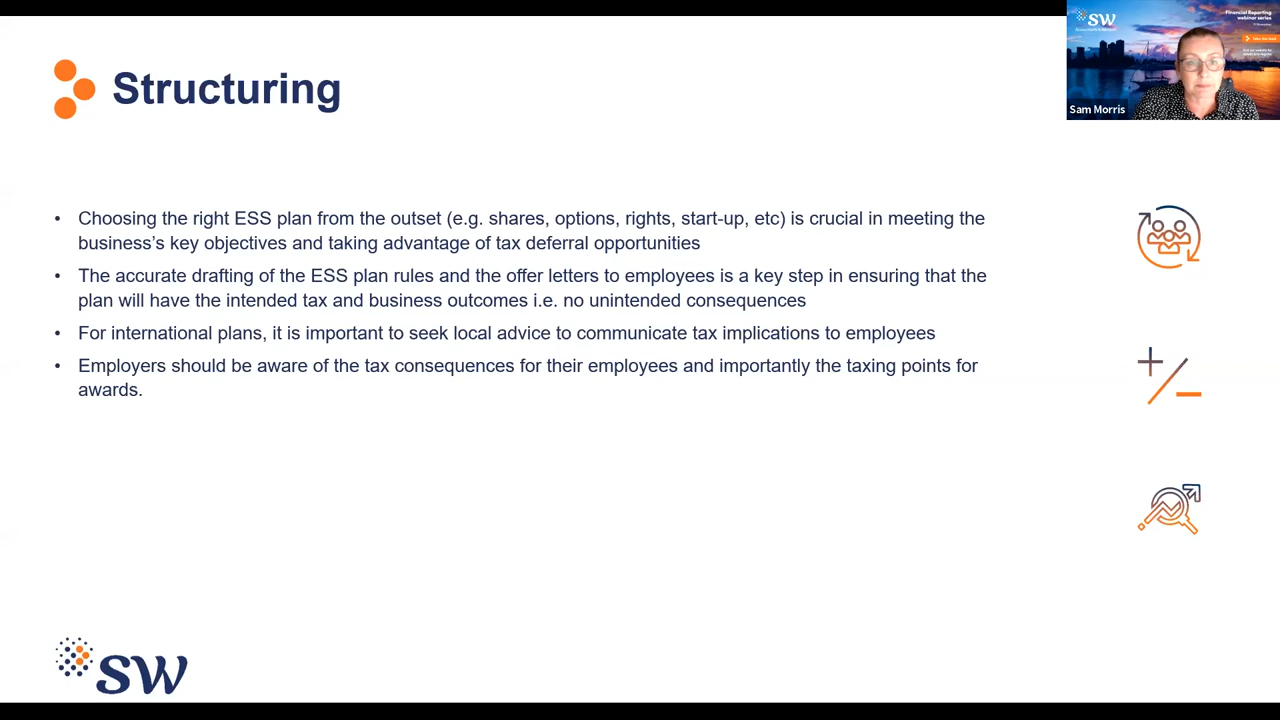 Structuring
• Choosing the right ESS plan from the outset (e.g. shares, options, rights, start-up, etc) is crucial in meeting the
business's key objectives and taking advantage of tax deferral opportunities
• The accurate drafting of the ESS plan rules and the offer letters to employees is a key step in ensuring that the
plan will have the intended tax and business outcomes i.e. no unintended consequences
• For international plans, it is important to seek local advice to communicate tax implications to employees
• Employers should be aware of the tax consequences for their employees and importantly the taxing points for
awards.
SW
SW
Financial Reporting
webinar series
Sam Morris